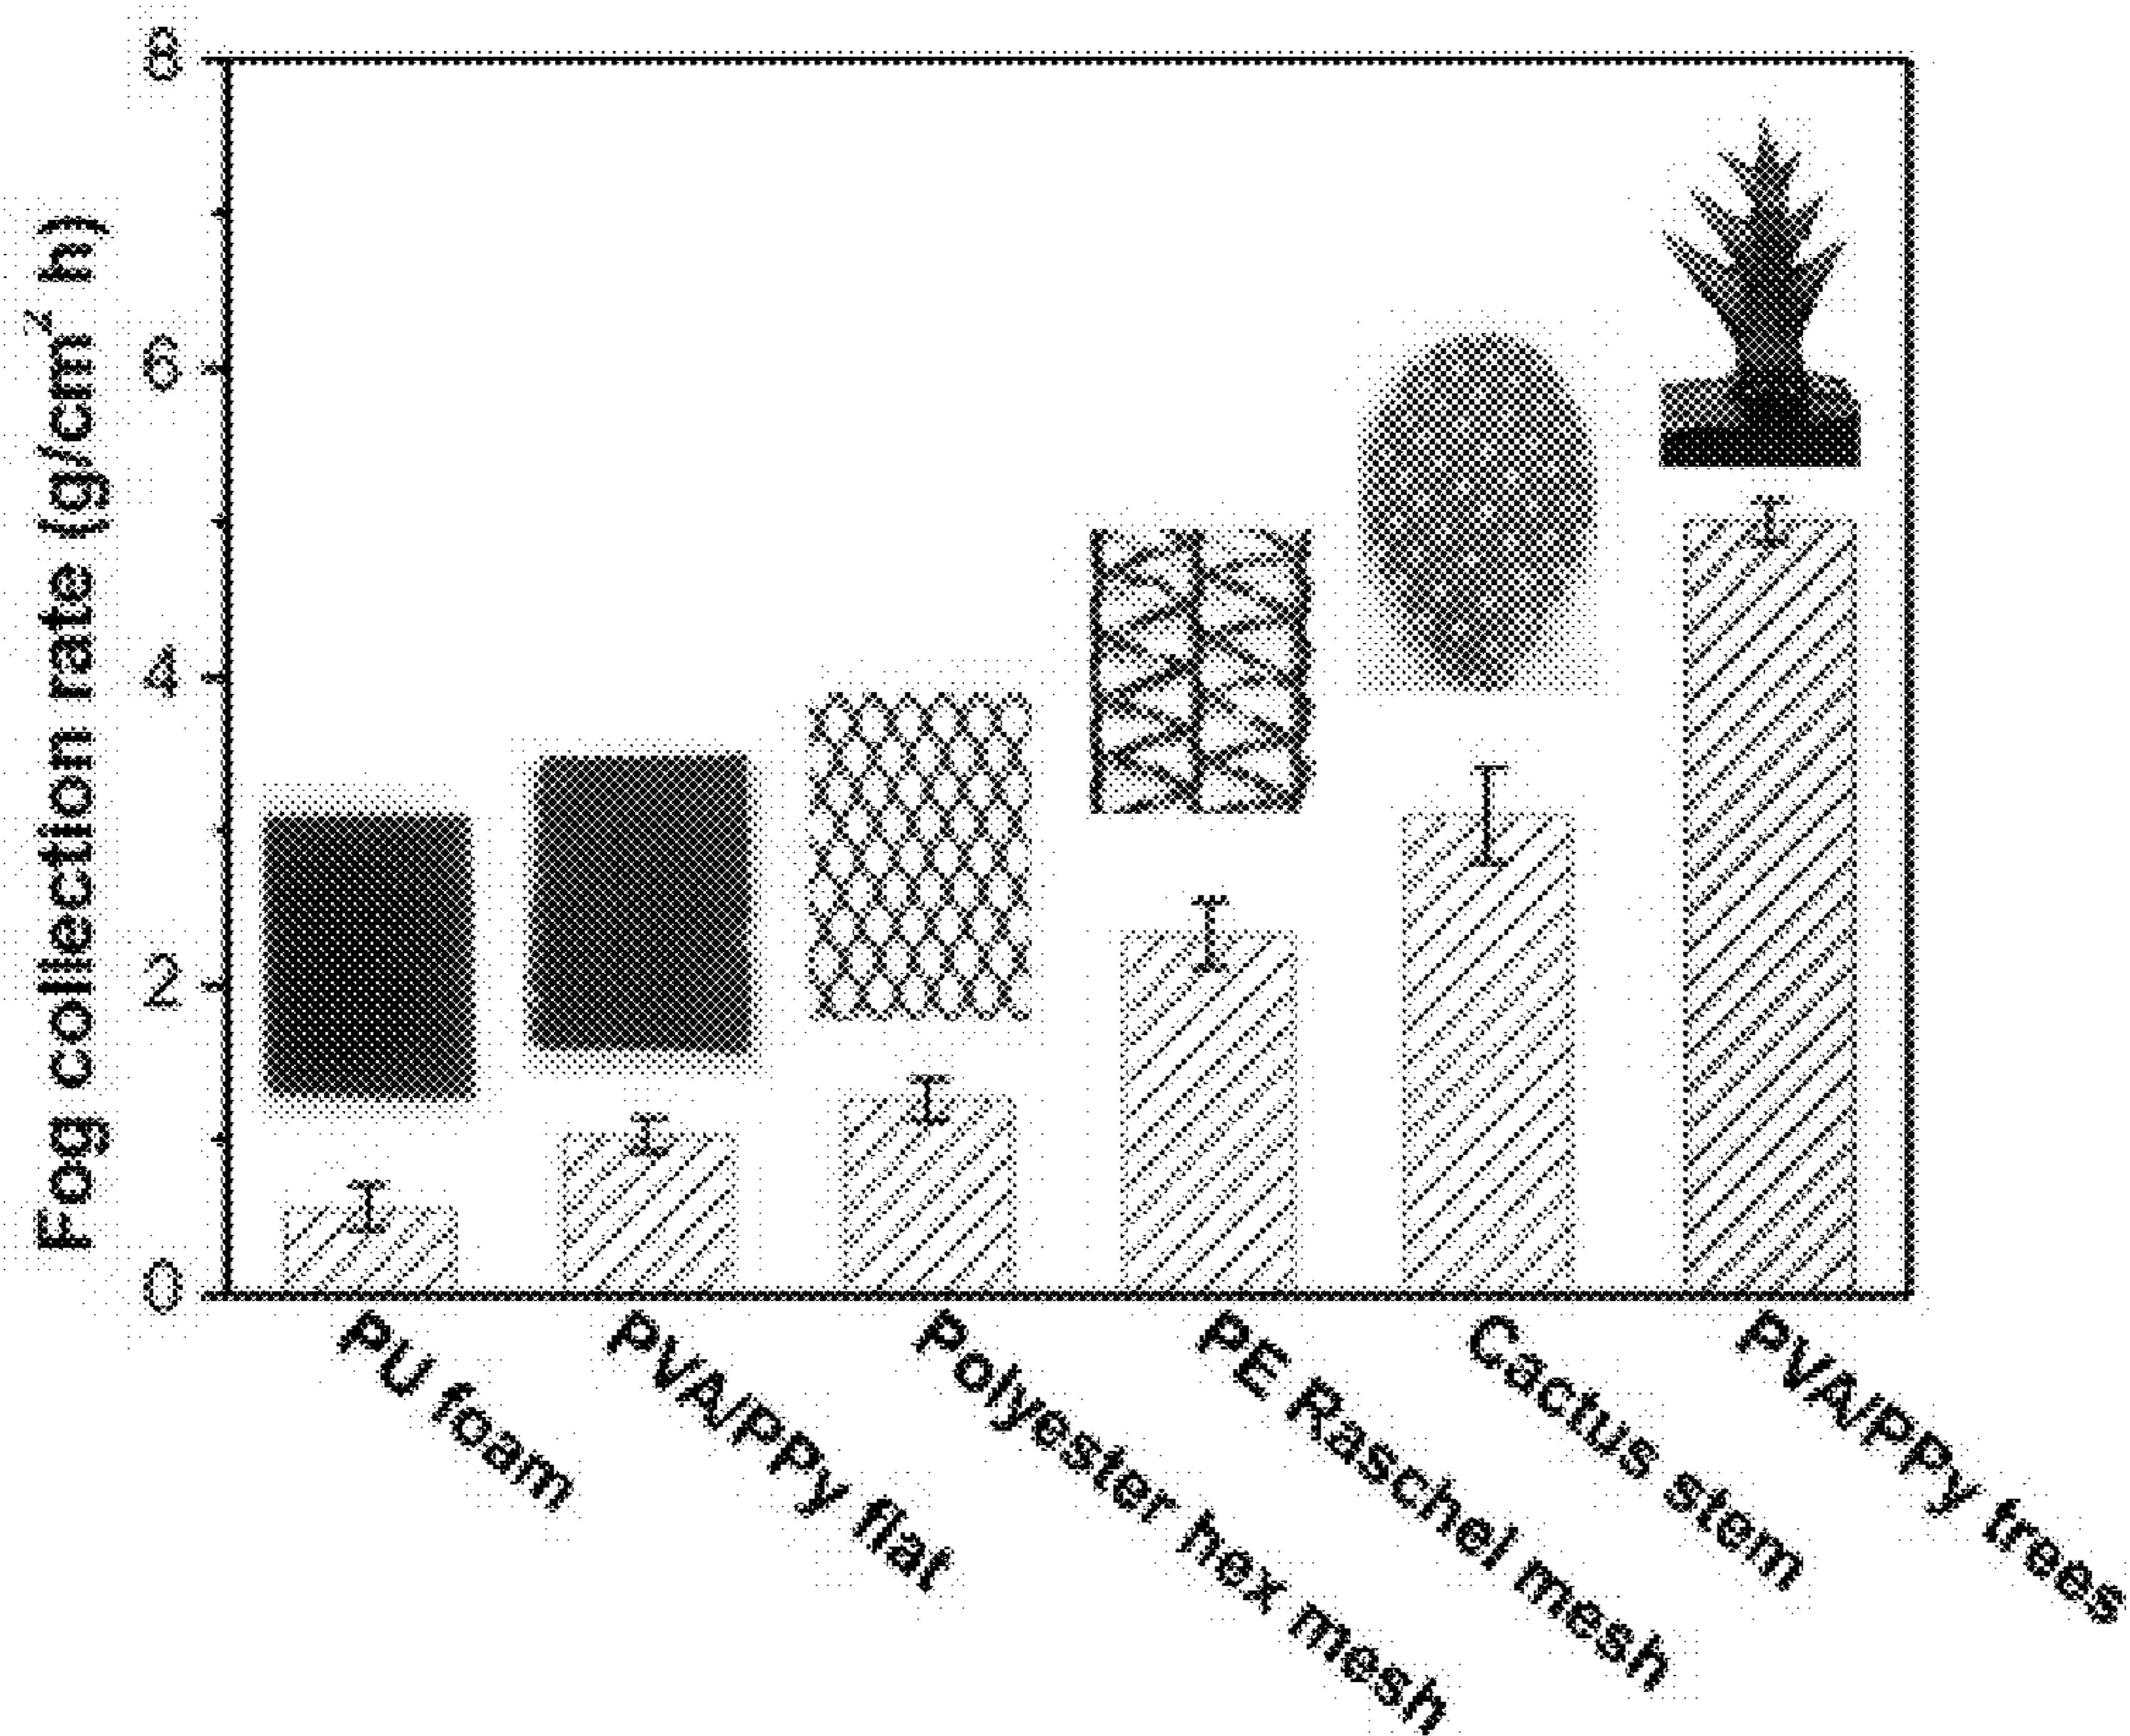 Fog collection rate (g/cm² h)
8
6
4
2
0
PU foam
PVA/PPy flat
Polyester hex mesh
PE Raschel mesh
Cactus stem
PVA/PPy trees